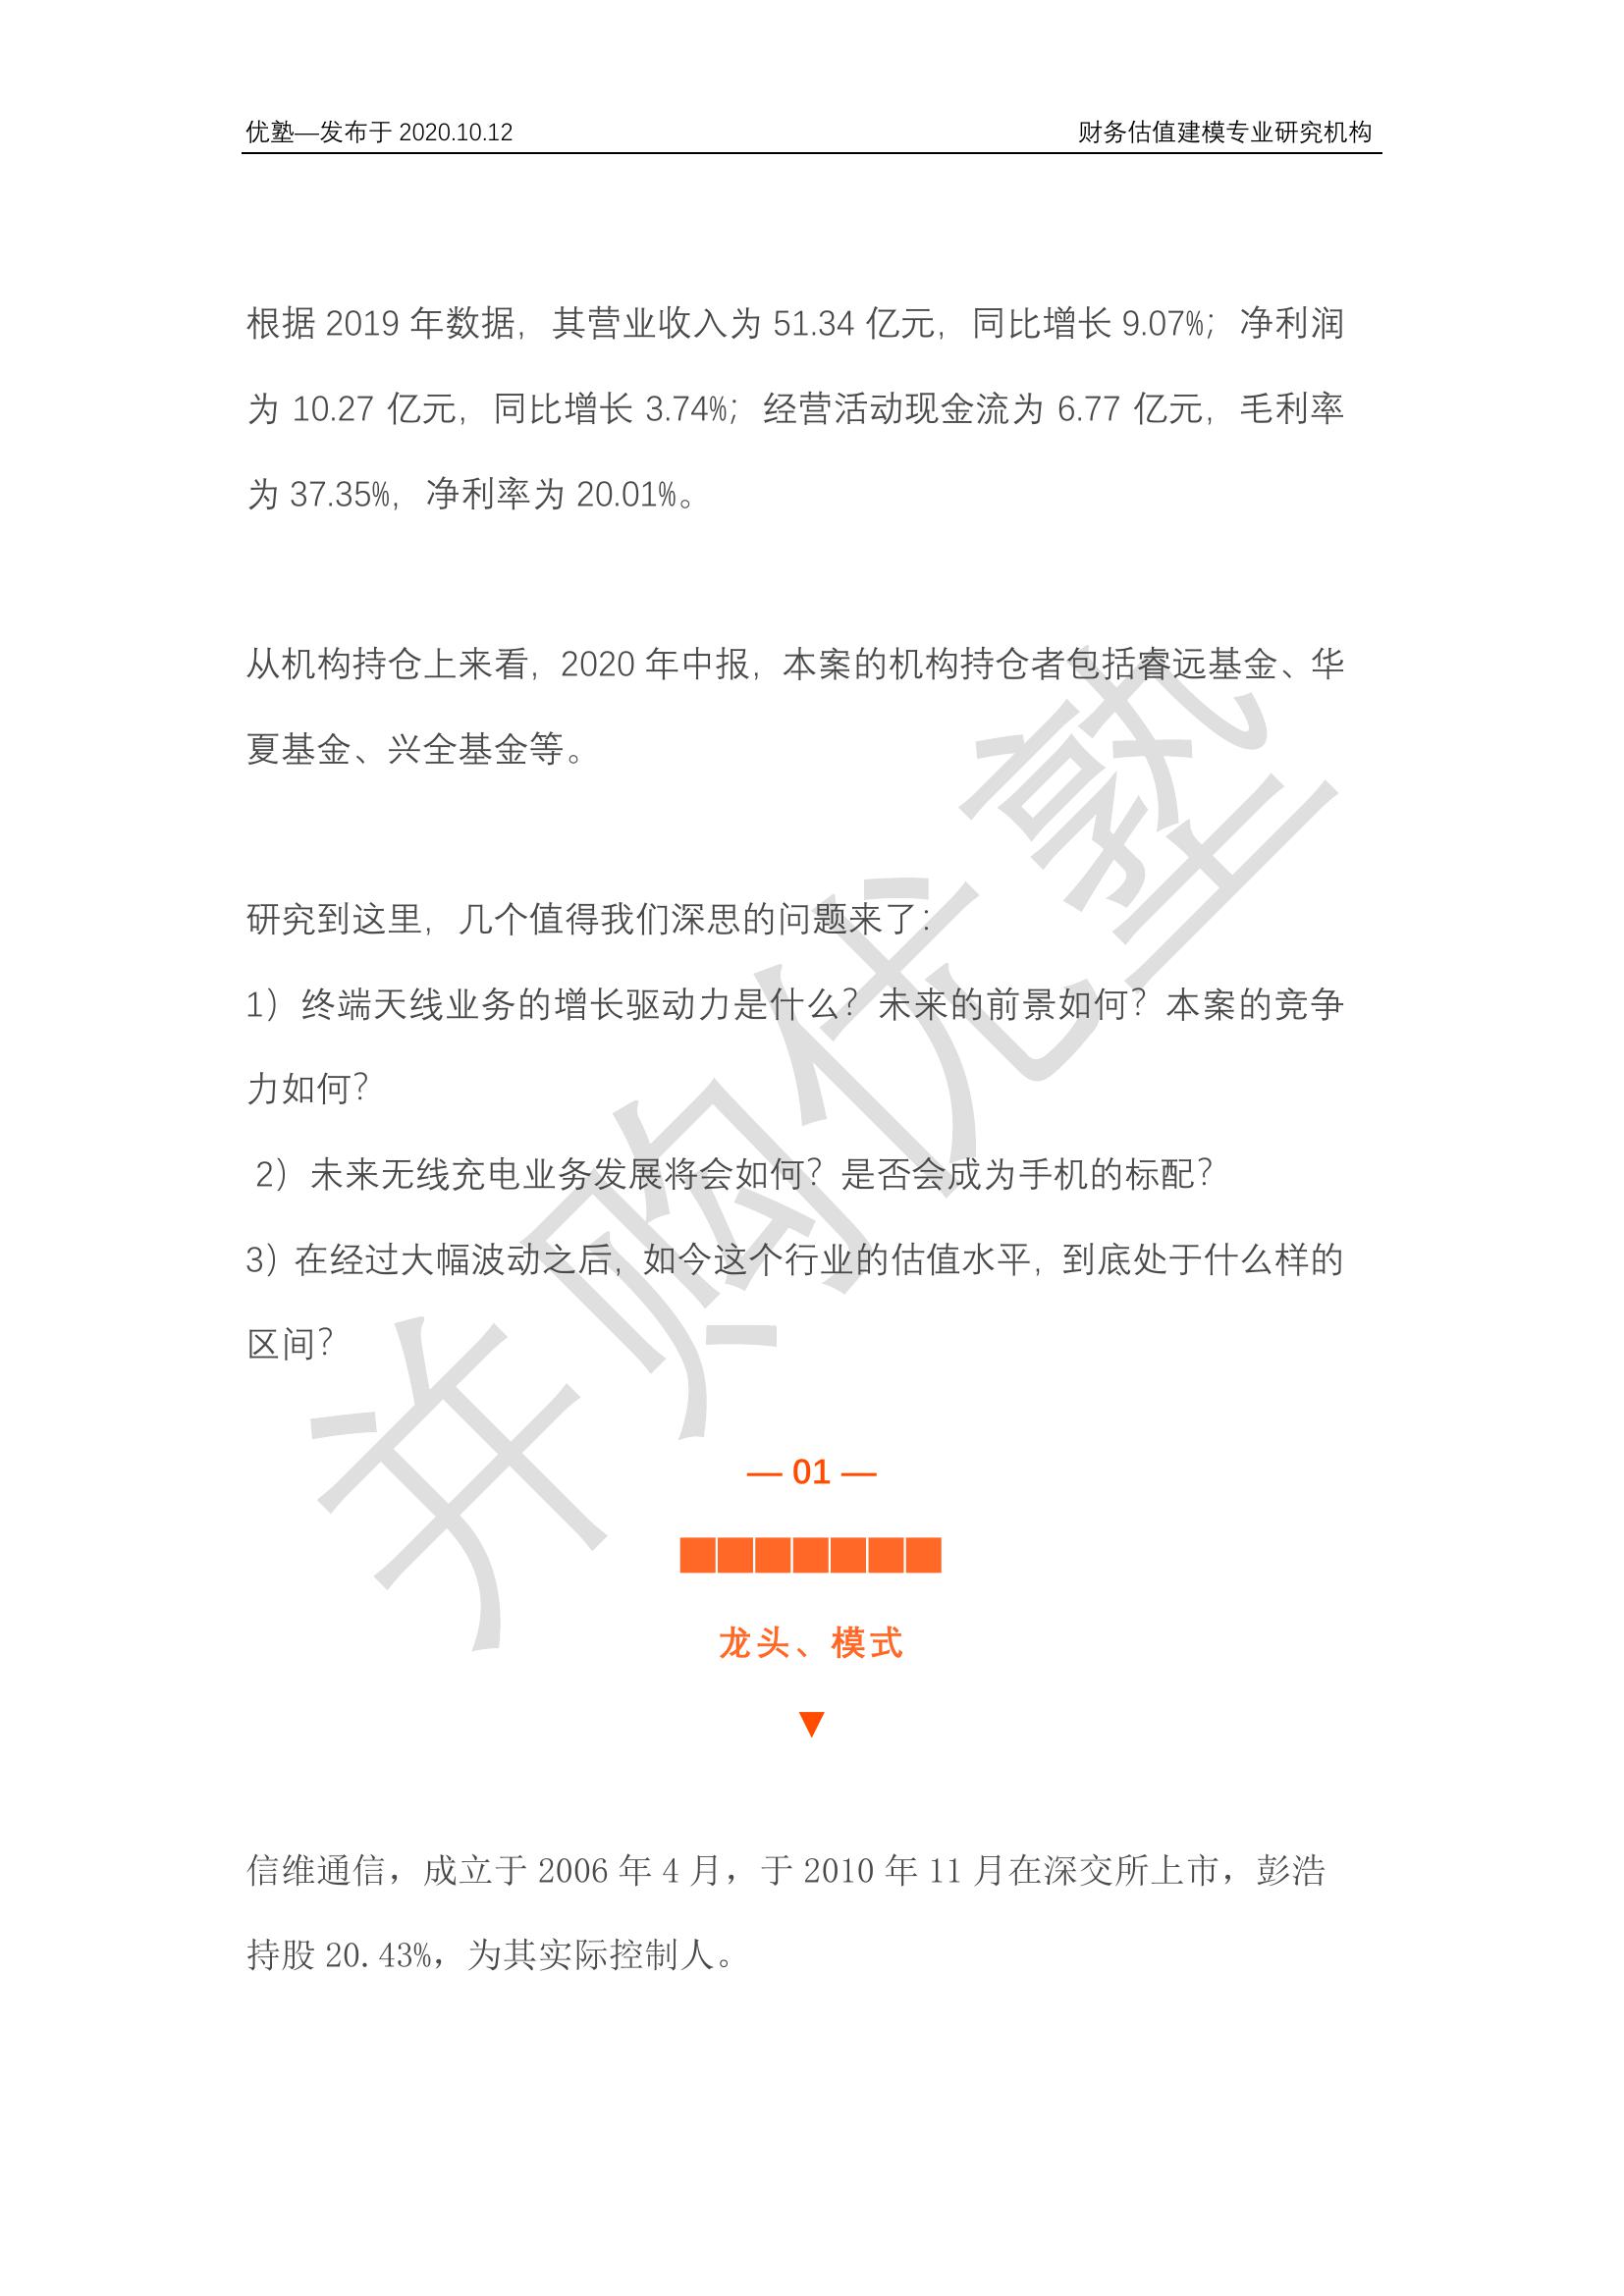 优塾—发布于 2020.10.12 财务估值建模专业研究机构
根据 2019 年数据，其营业收入为 51.34 亿元，同比增长 9.07%；净利润
为 10.27 亿元，同比增长 3.74%；经营活动现金流为 6.77 亿元，毛利率
为 37.35%，净利率为 20.01%。
从机构持仓上来看，2020 年中报，本案的机构持仓者包括睿远基金、华
夏基金、兴全基金等。
研究到这里，几个值得我们深思的问题来了：
1）终端天线业务的增长驱动力是什么？未来的前景如何？本案的竞争
力如何？
2）未来无线充电业务发展将会如何？是否会成为手机的标配？
3）在经过大幅波动之后，如今这个行业的估值水平，到底处于什么样的
区间？
— 01 —
龙头、模式
▼
信维通信，成立于 2006 年 4 月，于 2010 年 11 月在深交所上市，彭浩
持股 20.43%，为其实际控制人。
并购优塾